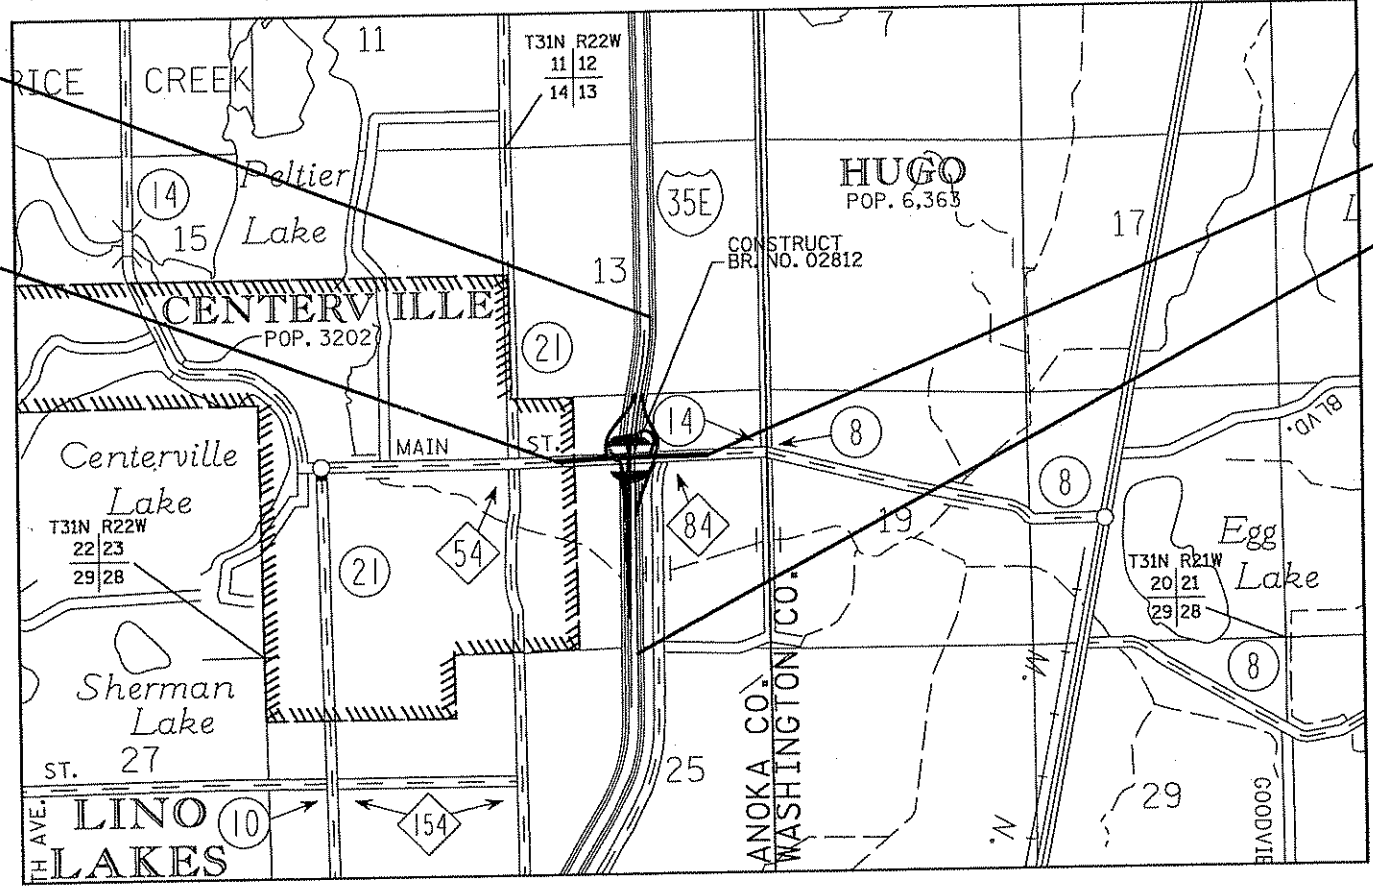 11
T31N R22W
11 12
14 13
7
RICE CREEK
HUGO
POP. 6,363
Peltier
Lake
14
15
35E
17
CONSTRUCT
BR. NO. 02812
13
CENTERVILLE
POP. 3202
21
14
8
BLVD.
MAIN ST.
Centerville
Lake
8
T31N R22W
22 23
29 28
54
84
19
Egg
Lake
21
T31N R21W
20 21
29 28
Sherman
Lake
M.
8
ANOKA CO.
WASHINGTON CO.
27
25
ST.
29
TH AVE.
LINO
LAKES
10
154
N.